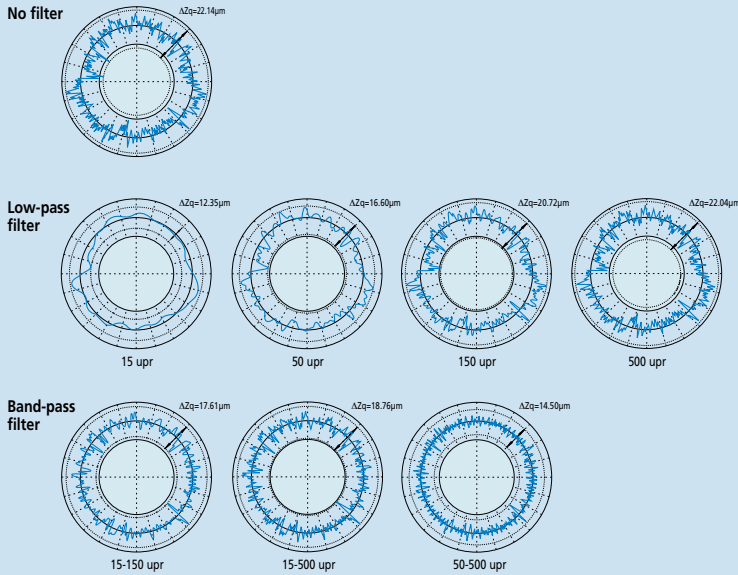 No filter
ΔZq=22.14μm
Low-pass
filter
ΔZq=12.35μm
ΔZq=16.60μm
ΔZq=20.72μm
ΔZq=22.04μm
15 upr
50 upr
150 upr
500 upr
Band-pass
filter
ΔZq=17.61μm
ΔZq=18.76μm
ΔZq=14.50μm
15-150 upr
15-500 upr
50-500 upr